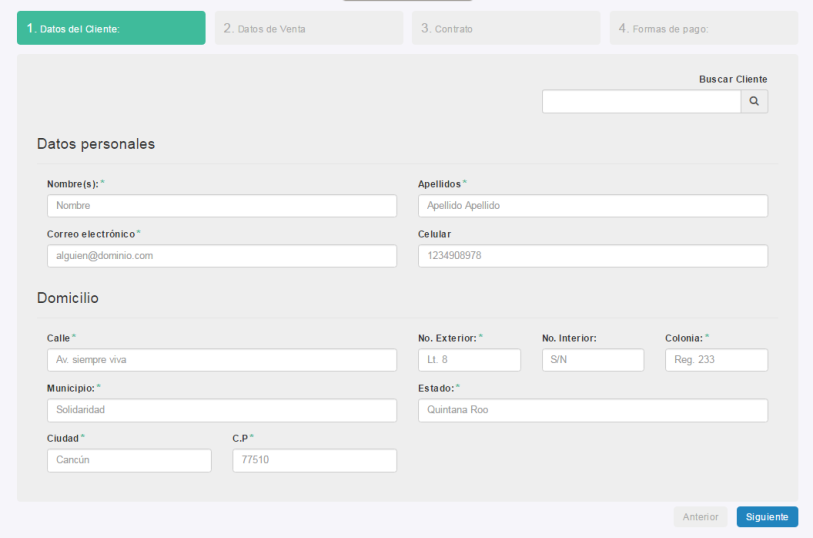 1. Datos del Cliente: 2. Datos de Venta 3. Contrato 4. Formas de pago:
Buscar Cliente
Datos personales
Nombre(s): * Apellidos *
Nombre Apellido Apellido
Correo electrónico * Celular
alguien@dominio.com 1234908978
Domicilio
Calle * No. Exterior: * No. Interior: Colonia: *
Av. siempre viva Lt. 8 S/N Reg. 233
Municipio: * Estado: *
Solidaridad Quintana Roo
Ciudad * C.P *
Cancún 77510
Anterior Siguiente